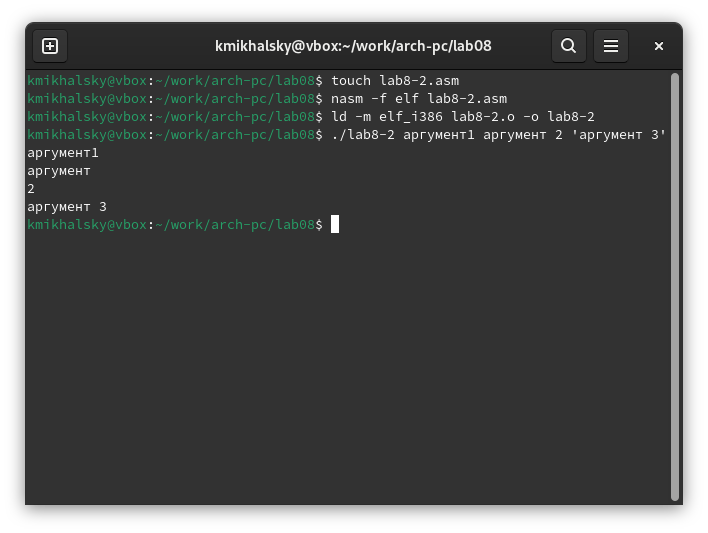 kmikhalsky@vbox:~/work/arch-pc/lab08
kmikhalsky@vbox:~/work/arch-pc/lab08$ touch lab8-2.asm
kmikhalsky@vbox:~/work/arch-pc/lab08$ nasm -f elf lab8-2.asm
kmikhalsky@vbox:~/work/arch-pc/lab08$ ld -m elf_i386 lab8-2.o -o lab8-2
kmikhalsky@vbox:~/work/arch-pc/lab08$ ./lab8-2 аргумент1 аргумент 2 'аргумент 3'
аргумент1
аргумент
2
аргумент 3
kmikhalsky@vbox:~/work/arch-pc/lab08$